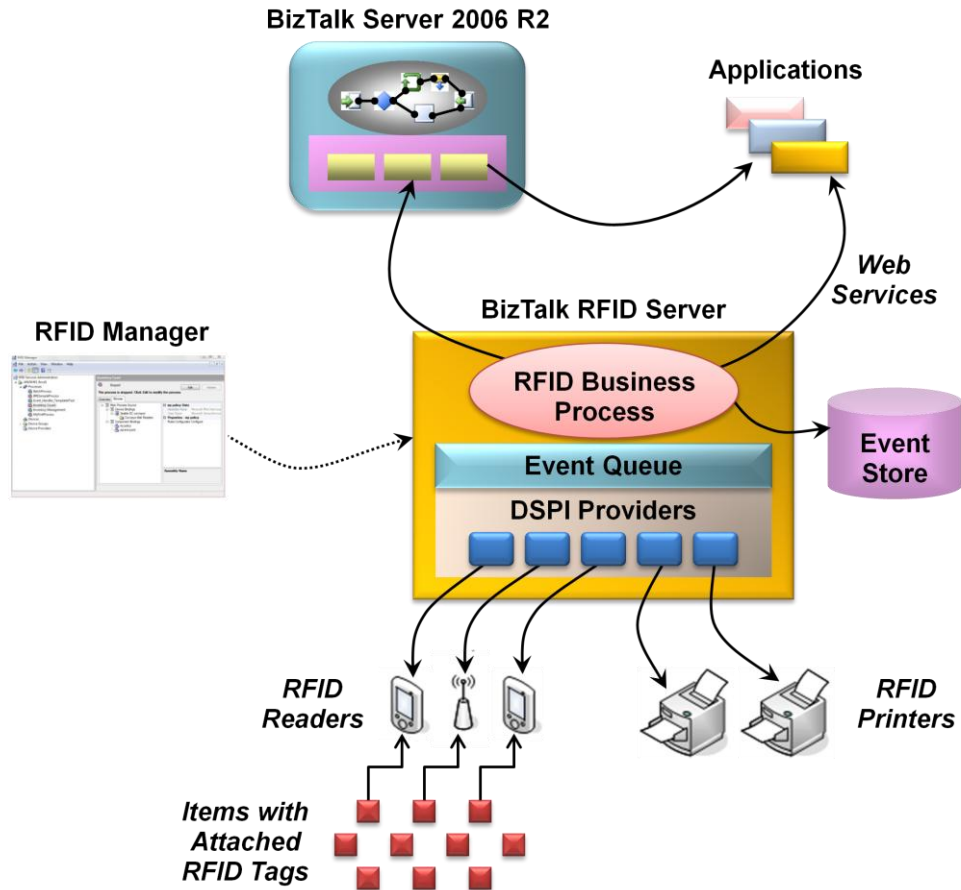 BizTalk Server 2006 R2
Applications
Web
Services
BizTalk RFID Server
RFID Manager
RFID Business
Process
Event Queue
Event
Store
DSPI Providers
RFID
Readers
RFID
Printers
Items with
Attached
RFID Tags